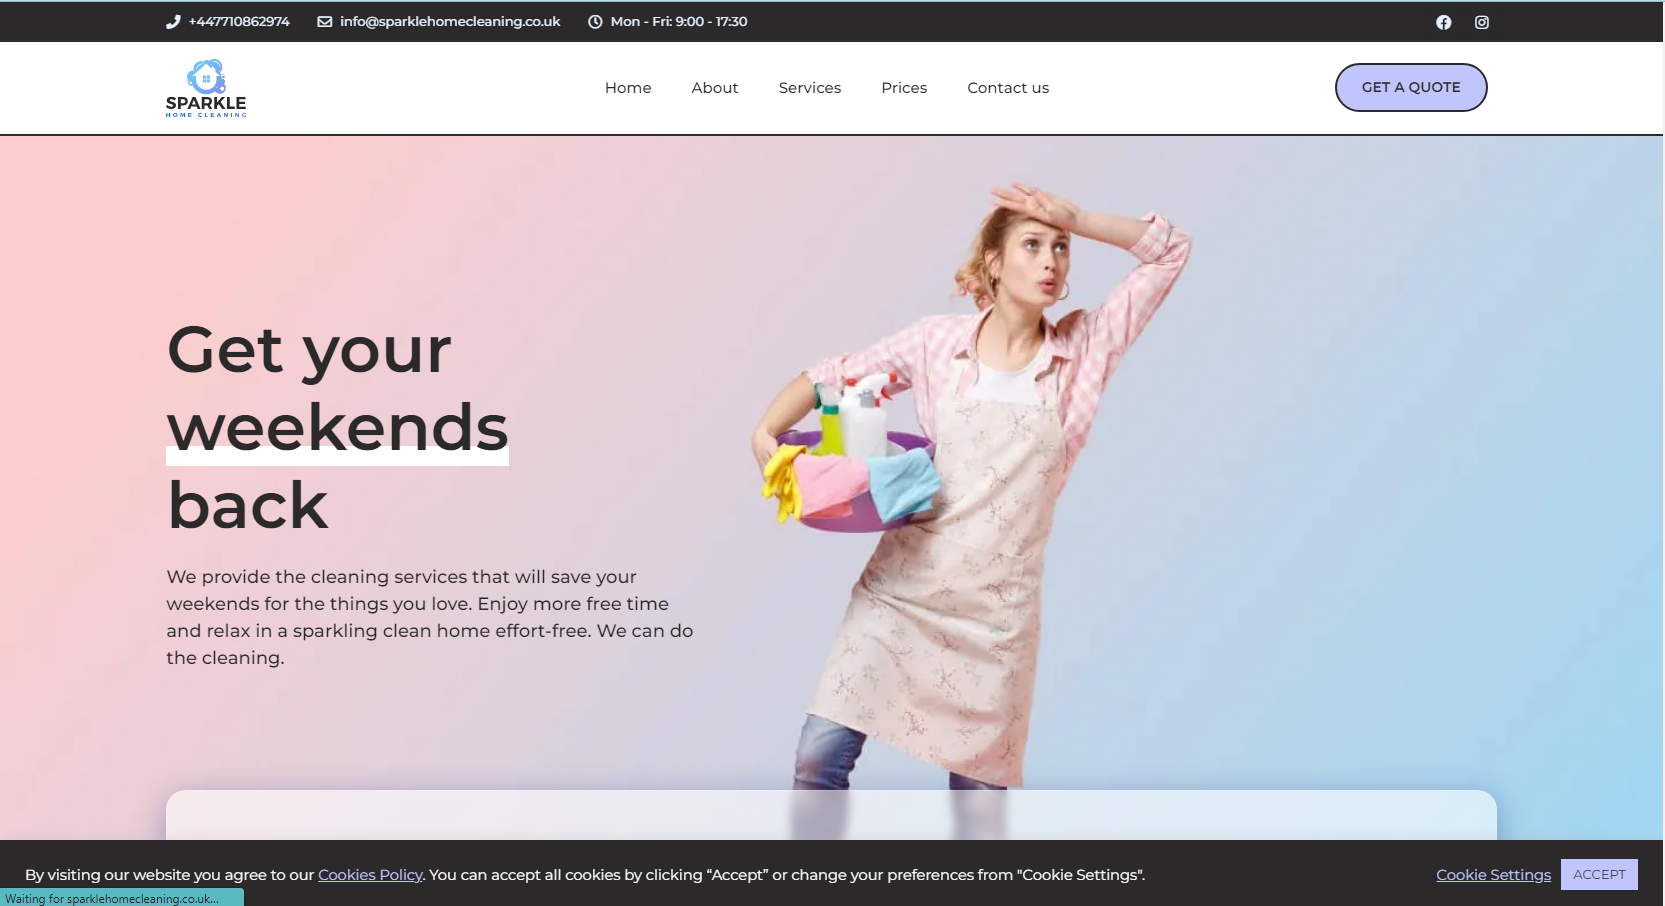 +447710862974 info@sparklehomecleaning.co.uk Mon - Fri: 9:00 - 17:30
SPARKLE
HOME CLEANING
Home About Services Prices Contact us
GET A QUOTE
Get your
weekends
back
We provide the cleaning services that will save your
weekends for the things you love. Enjoy more free time
and relax in a sparkling clean home effort-free. We can do
the cleaning.
By visiting our website you agree to our Cookies Policy. You can accept all cookies by clicking “Accept” or change your preferences from "Cookie Settings".
Cookie Settings ACCEPT
Waiting for sparklehomecleaning.co.uk...